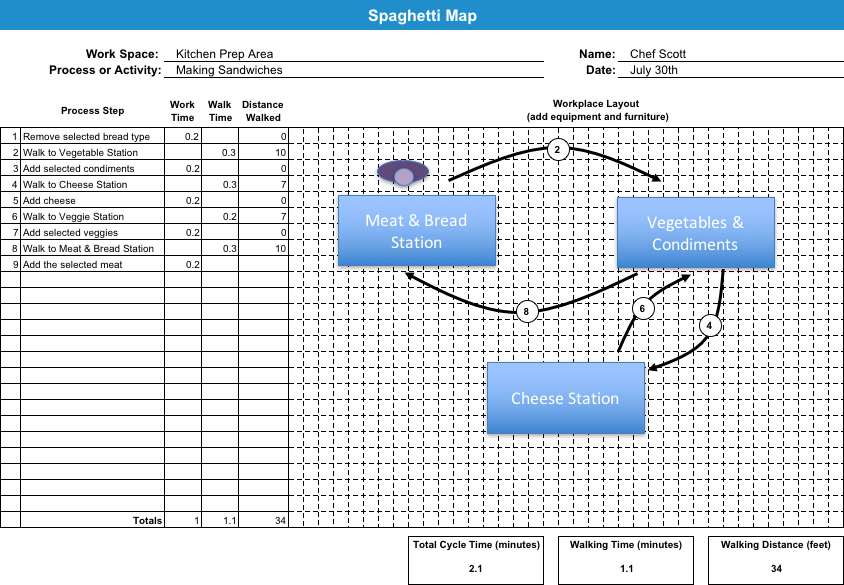 Spaghetti Map
Work Space: Kitchen Prep Area
Name: Chef Scott
Process or Activity: Making Sandwiches
Date: July 30th
Process Step Work Time Walk Time Distance Walked
Workplace Layout
(add equipment and furniture)
1 Remove selected bread type 0.2 0
2 Walk to Vegetable Station 0.3 10
3 Add selected condiments 0.2 0
4 Walk to Cheese Station 0.3 7
5 Add cheese 0.2 0
6 Walk to Veggie Station 0.2 7
7 Add selected veggies 0.2 0
8 Walk to Meat & Bread Station 0.3 10
9 Add the selected meat 0.2
Totals 1 1.1 34
2
Meat & Bread
Station
Vegetables &
Condiments
8
6
4
Cheese Station
Total Cycle Time (minutes)
2.1
Walking Time (minutes)
1.1
Walking Distance (feet)
34